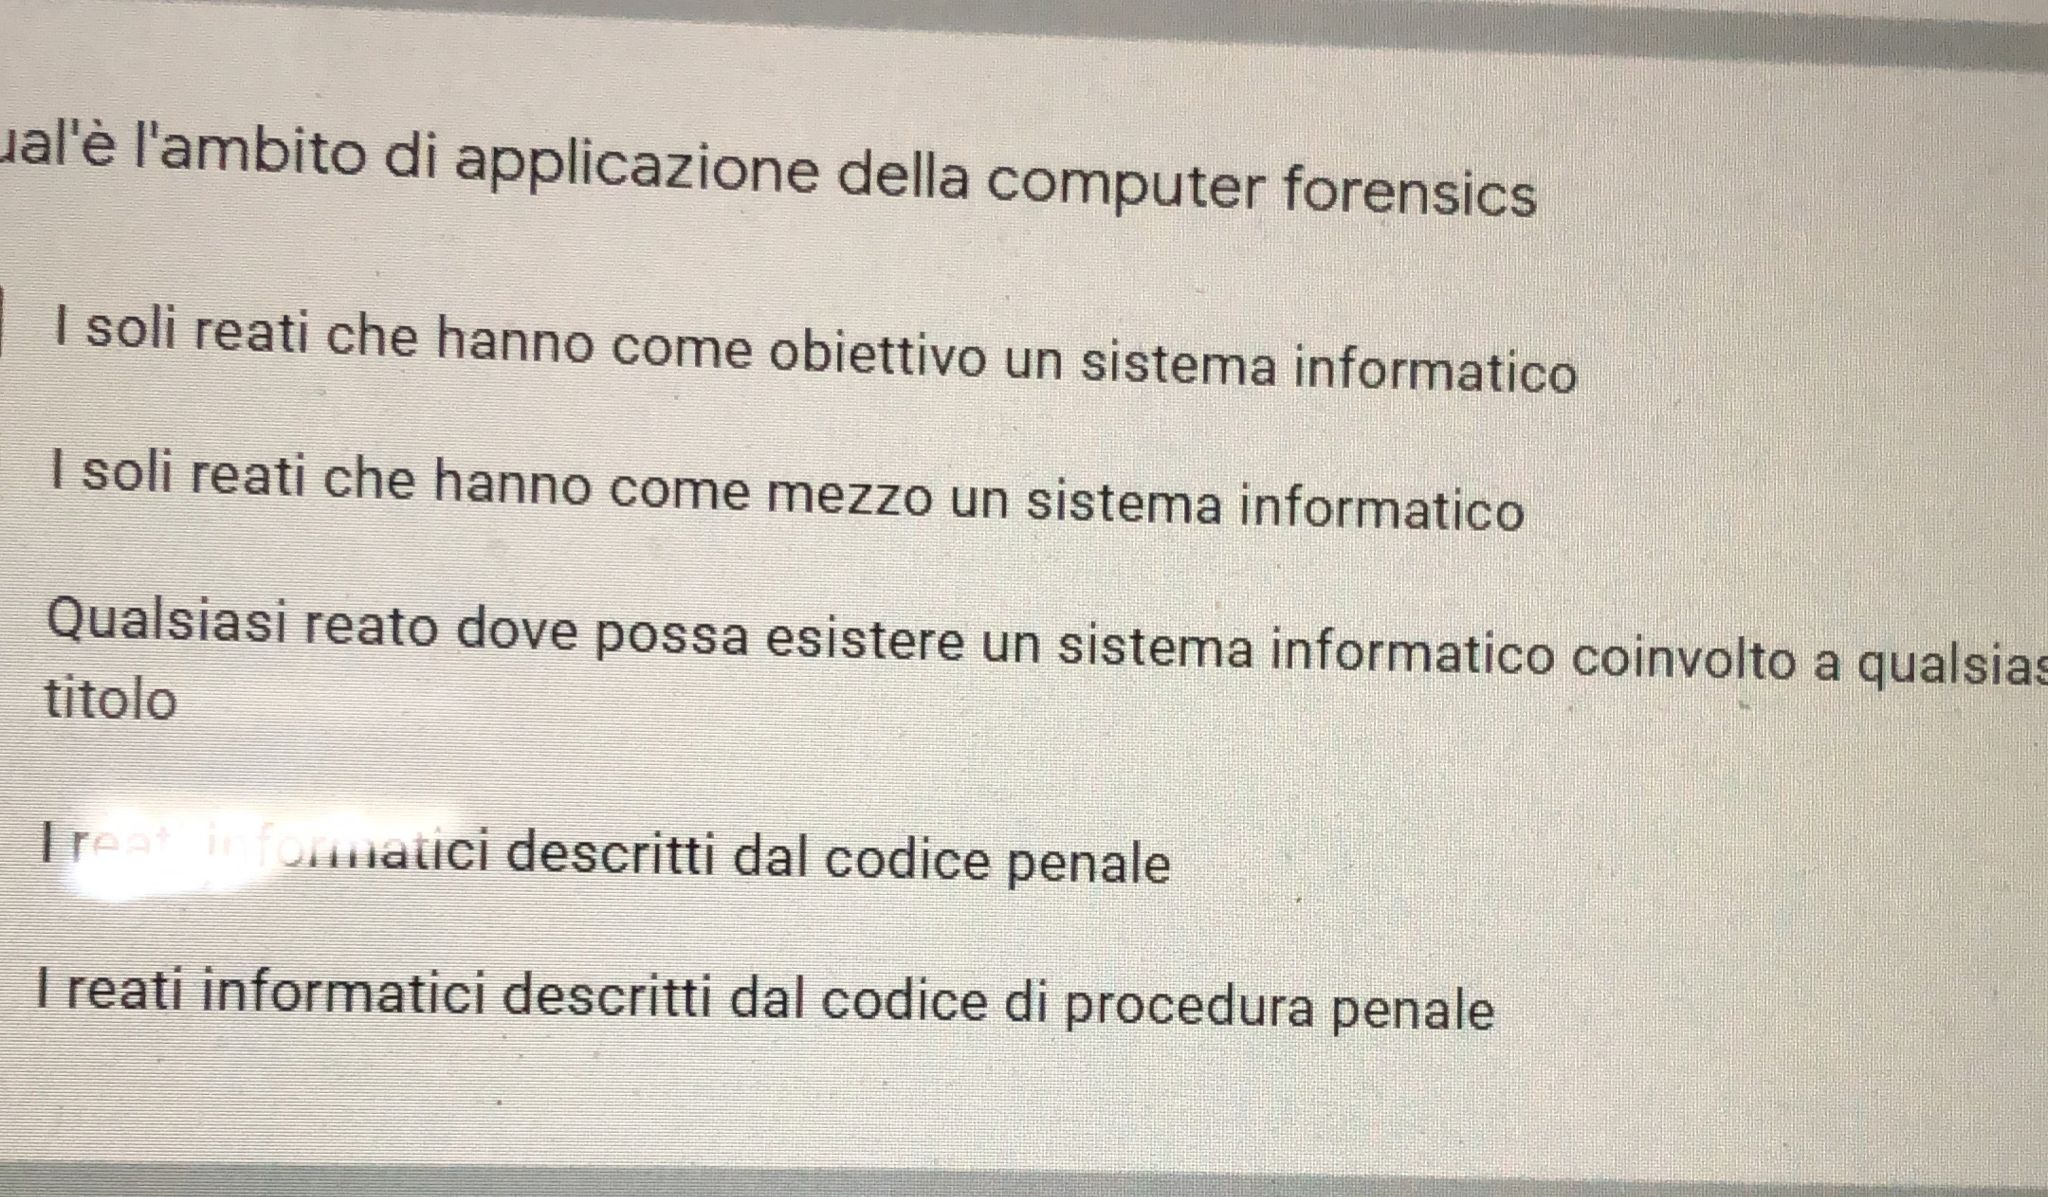 ual'è l'ambito di applicazione della computer forensics
I soli reati che hanno come obiettivo un sistema informatico
I soli reati che hanno come mezzo un sistema informatico
Qualsiasi reato dove possa esistere un sistema informatico coinvolto a qualsias
titolo
I reati informatici descritti dal codice penale
I reati informatici descritti dal codice di procedura penale